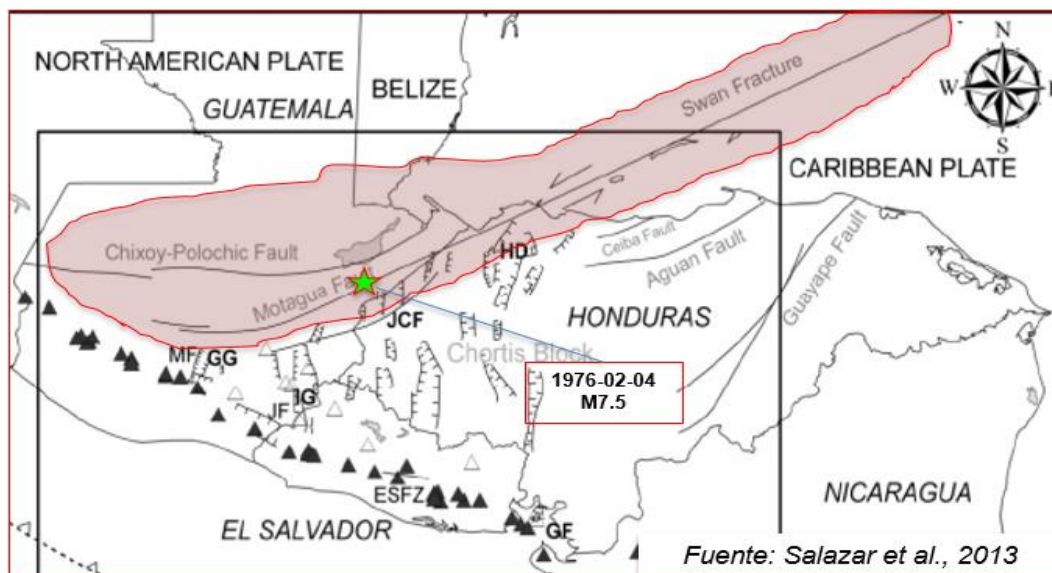 NORTH AMERICAN PLATE
GUATEMALA
BELIZE
Swan Fracture
N
W
E
S
CARIBBEAN PLATE
Chixoy-Polochic Fault
Motagua Fault
HD
Ceiba Fault
Aguan Fault
Guayape Fault
HONDURAS
JCF
Chortis Block
MF
GG
IG
JF
1976-02-04
M7.5
ESFZ
EL SALVADOR
GF
NICARAGUA
Fuente: Salazar et al., 2013